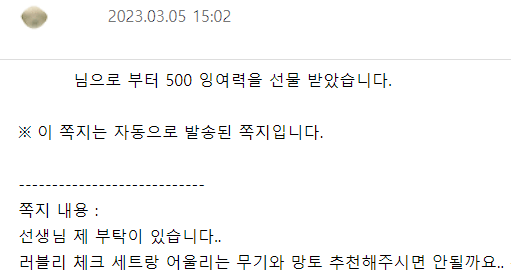 2023.03.05 15:02
님으로 부터 500 잉여력을 선물 받았습니다.
※ 이 쪽지는 자동으로 발송된 쪽지입니다.
---------------------------
쪽지 내용 :
선생님 제 부탁이 있습니다..
러블리 체크 세트랑 어울리는 무기와 망토 추천해주시면 안될까요..